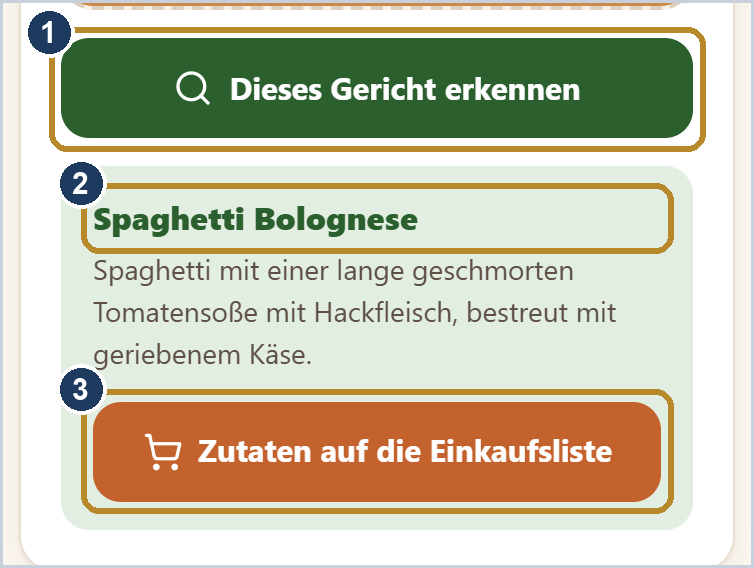 1
Dieses Gericht erkennen
2
Spaghetti Bolognese
Spaghetti mit einer lange geschmorten
Tomatensoße mit Hackfleisch, bestreut mit
geriebenem Käse.
3
Zutaten auf die Einkaufsliste